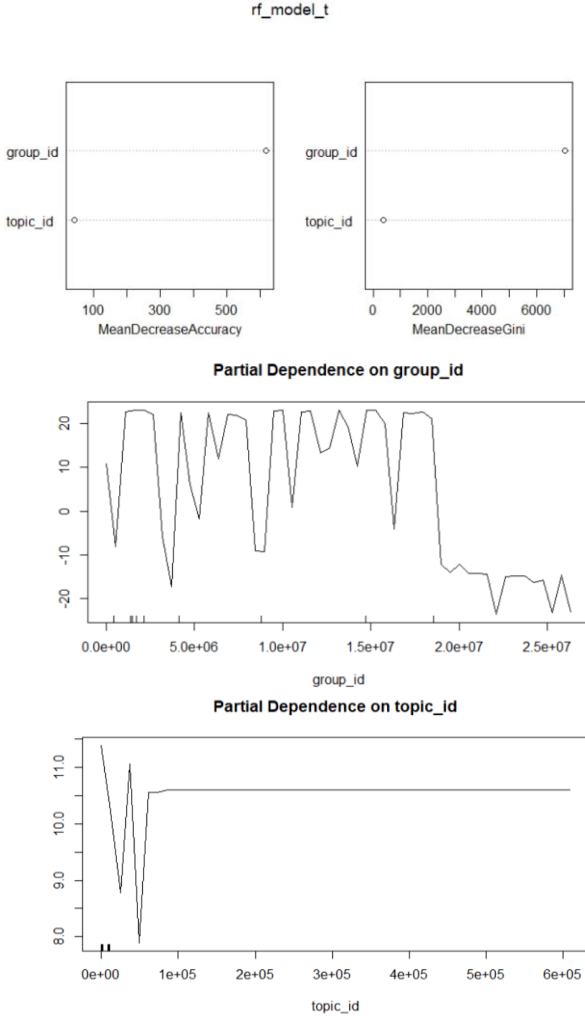 rf_model_t
group_id
topic_id
100 300 500
MeanDecreaseAccuracy
group_id
topic_id
0 2000 4000 6000
MeanDecreaseGini
Partial Dependence on group_id
20
10
0
-10
-20
0.0e+00 5.0e+06 1.0e+07 1.5e+07 2.0e+07 2.5e+07
group_id
Partial Dependence on topic_id
11.0
10.0
9.0
8.0
0e+00 1e+05 2e+05 3e+05 4e+05 5e+05 6e+05
topic_id